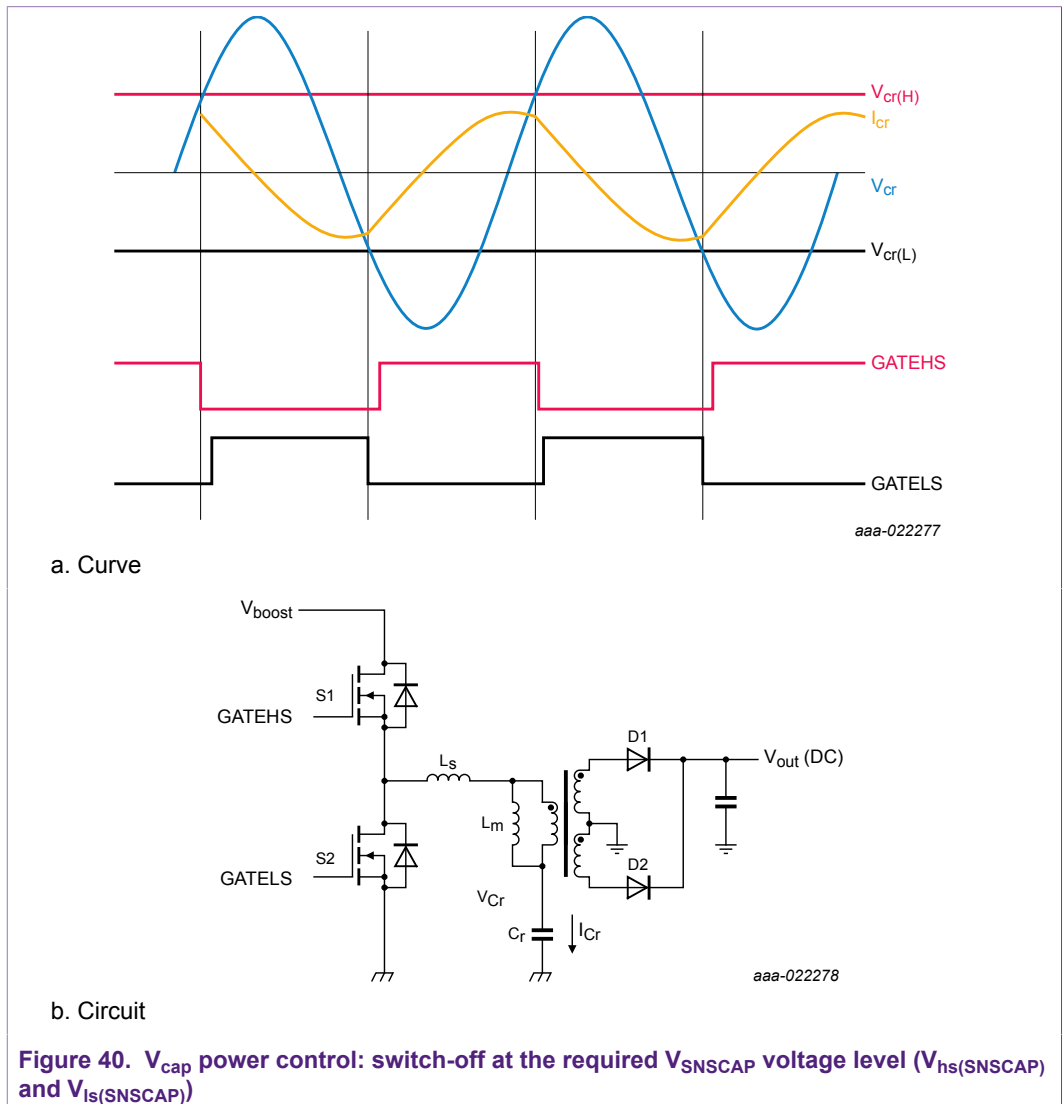 Vcr(H)
Icr
Vcr
Vcr(L)
GATEHS
GATELS
aaa-022277
a. Curve
Vboost
S1
GATEHS
Ls
D1
Vout (DC)
Lm
S2
GATELS
D2
VCr
Cr
ICr
aaa-022278
b. Circuit
Figure 40. Vcap power control: switch-off at the required VSNSCAP voltage level (Vhs(SNSCAP)
and Vls(SNSCAP))